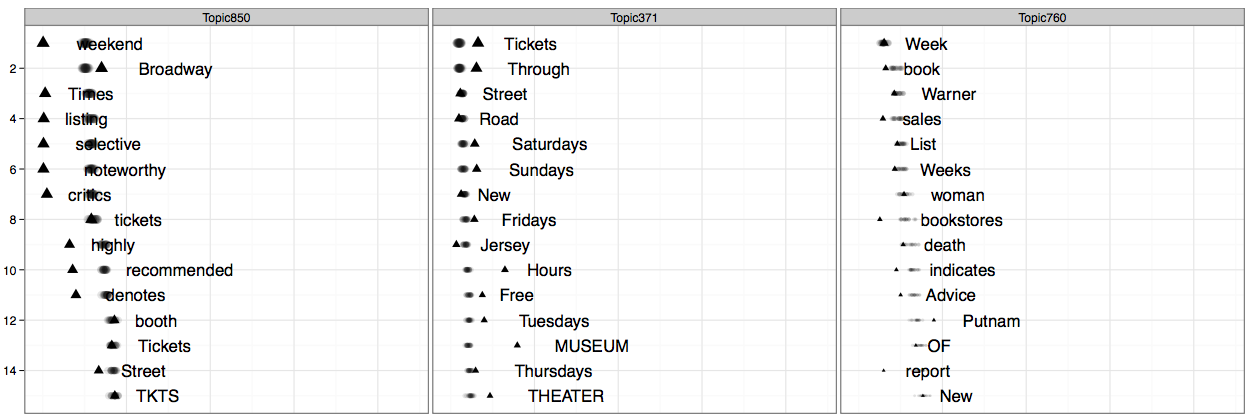 Topic850 Topic371 Topic760
weekend Tickets Week
2 Broadway Through book
Times Street Warner
4 listing Road sales
selective Saturdays List
6 noteworthy Sundays Weeks
critics New woman
8 tickets Fridays bookstores
highly Jersey death
10 recommended Hours indicates
denotes Free Advice
12 booth Tuesdays Putnam
Tickets MUSEUM OF
14 Street Thursdays report
TKTS THEATER New